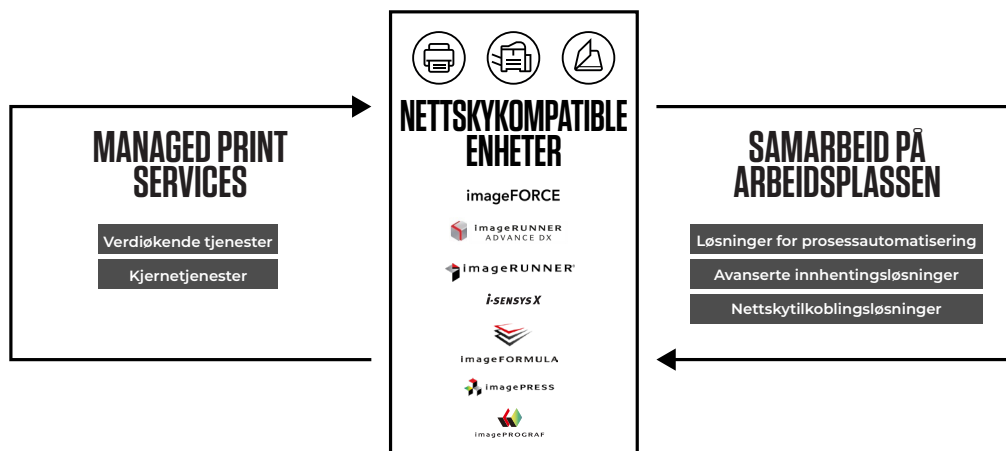 MANAGED PRINT
SERVICES
Verdiøkende tjenester
Kjernetjenester
NETTSKYKOMPATIBLE
ENHETER
imageFORCE
imageRUNNER
ADVANCE DX
imageRUNNER®
i-SENSYS X
imageFORMULA
imagePRESS
imagePROGRAF
SAMARBEID PÅ
ARBEIDSPLASSEN
Løsninger for prosessautomatisering
Avanserte innhentingsløsninger
Nettskytilkoblingsløsninger